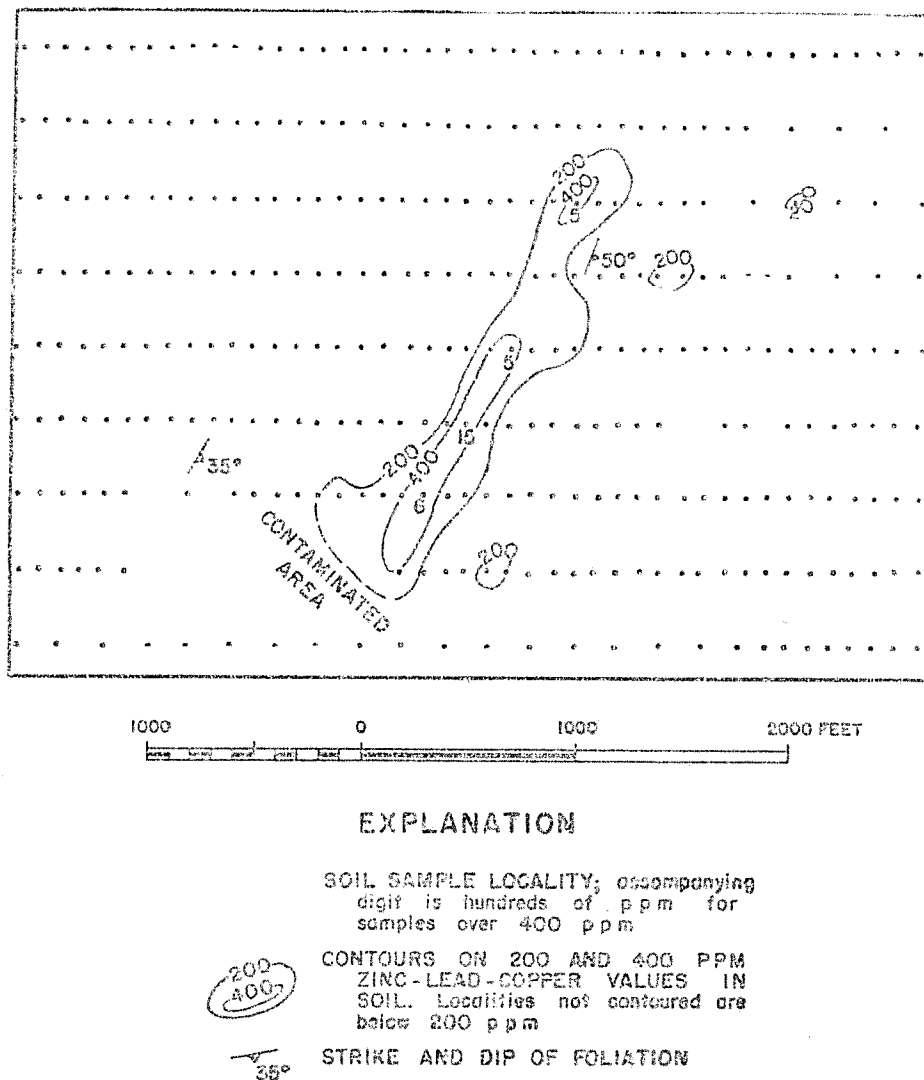 200
400
5
20
50°
200
5
15
200
400
35°
6
CONTAMINATED
AREA
200
1000 0 1000 2000 FEET
EXPLANATION
SOIL SAMPLE LOCALITY; accompanying
digit is hundreds of ppm for
samples over 400 ppm
200
400
CONTOURS ON 200 AND 400 PPM
ZINC-LEAD-COPPER VALUES IN
SOIL. Localities not contoured are
below 200 ppm
35°
STRIKE AND DIP OF FOLIATION